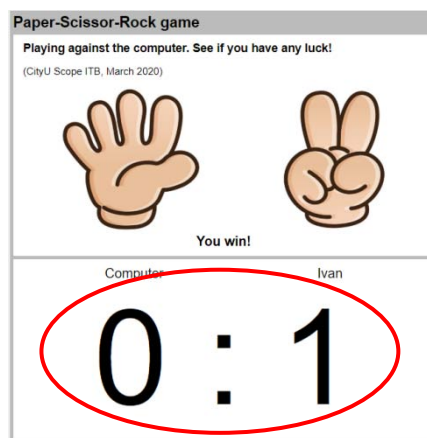 Paper-Scissor-Rock game
Playing against the computer. See if you have any luck!
(CityU Scope ITB, March 2020)
You win!
Computer Ivan
0 : 1